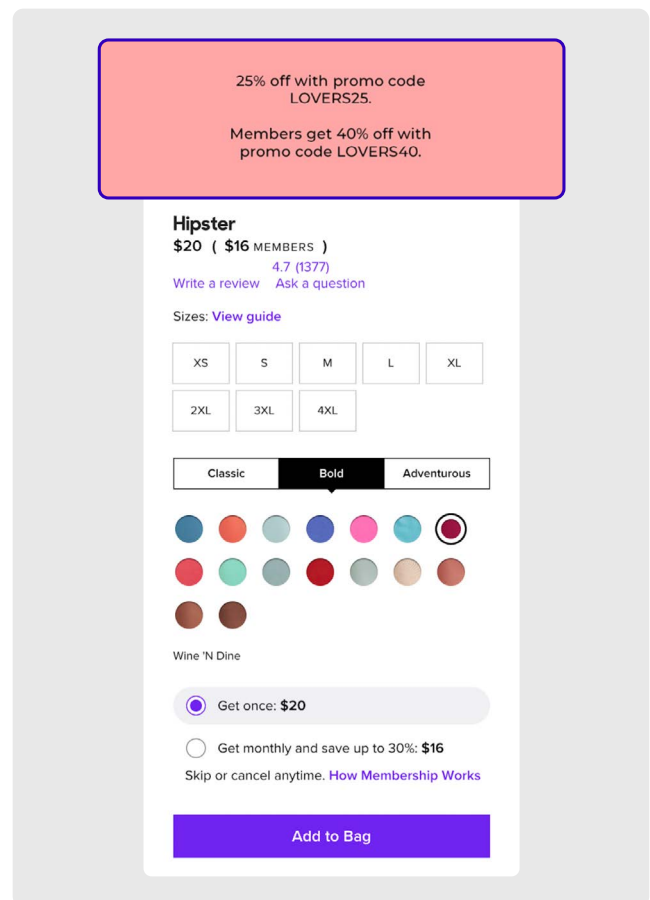 25% off with promo code
LOVERS25.
Members get 40% off with
promo code LOVERS40.
Hipster
$20 ( $16 MEMBERS )
4.7 (1377)
Write a review Ask a question
Sizes: View guide
XS S M L XL
2XL 3XL 4XL
Classic Bold Adventurous
Wine 'N Dine
Get once: $20
Get monthly and save up to 30%: $16
Skip or cancel anytime. How Membership Works
Add to Bag